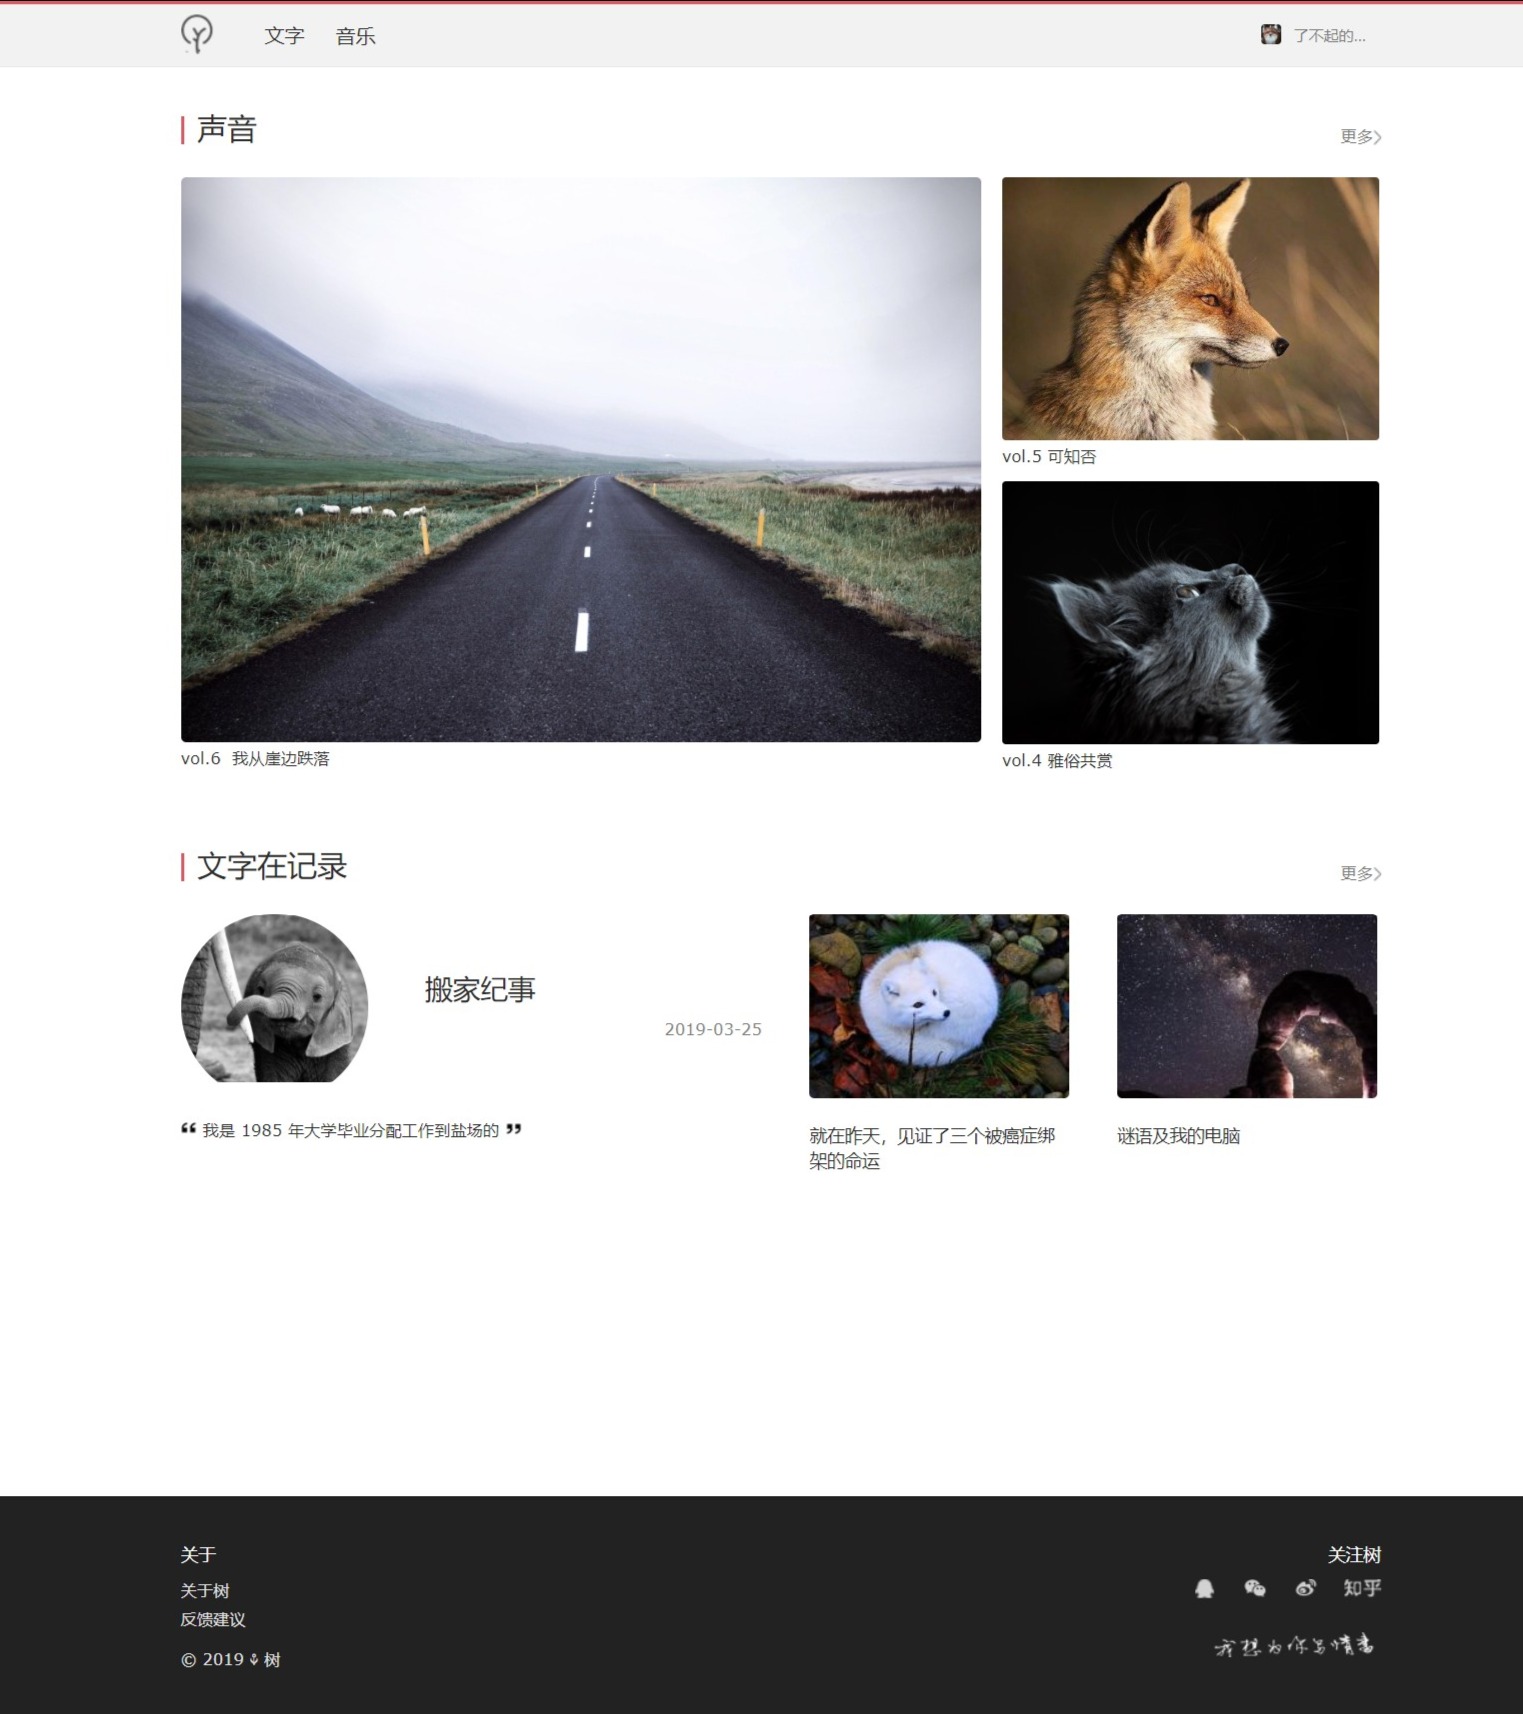 文字 音乐 了不起的...
声音 更多
vol.5 可知否
vol.6 我从崖边跌落
vol.4 雅俗共赏
文字在记录 更多
搬家纪事
2019-03-25
“ 我是 1985 年大学毕业分配工作到盐场的 ”
就在昨天，见证了三个被癌症绑
架的命运
谜语及我的电脑
关于
关于树
反馈建议
© 2019 树
关注树
知乎
我想为你写情书